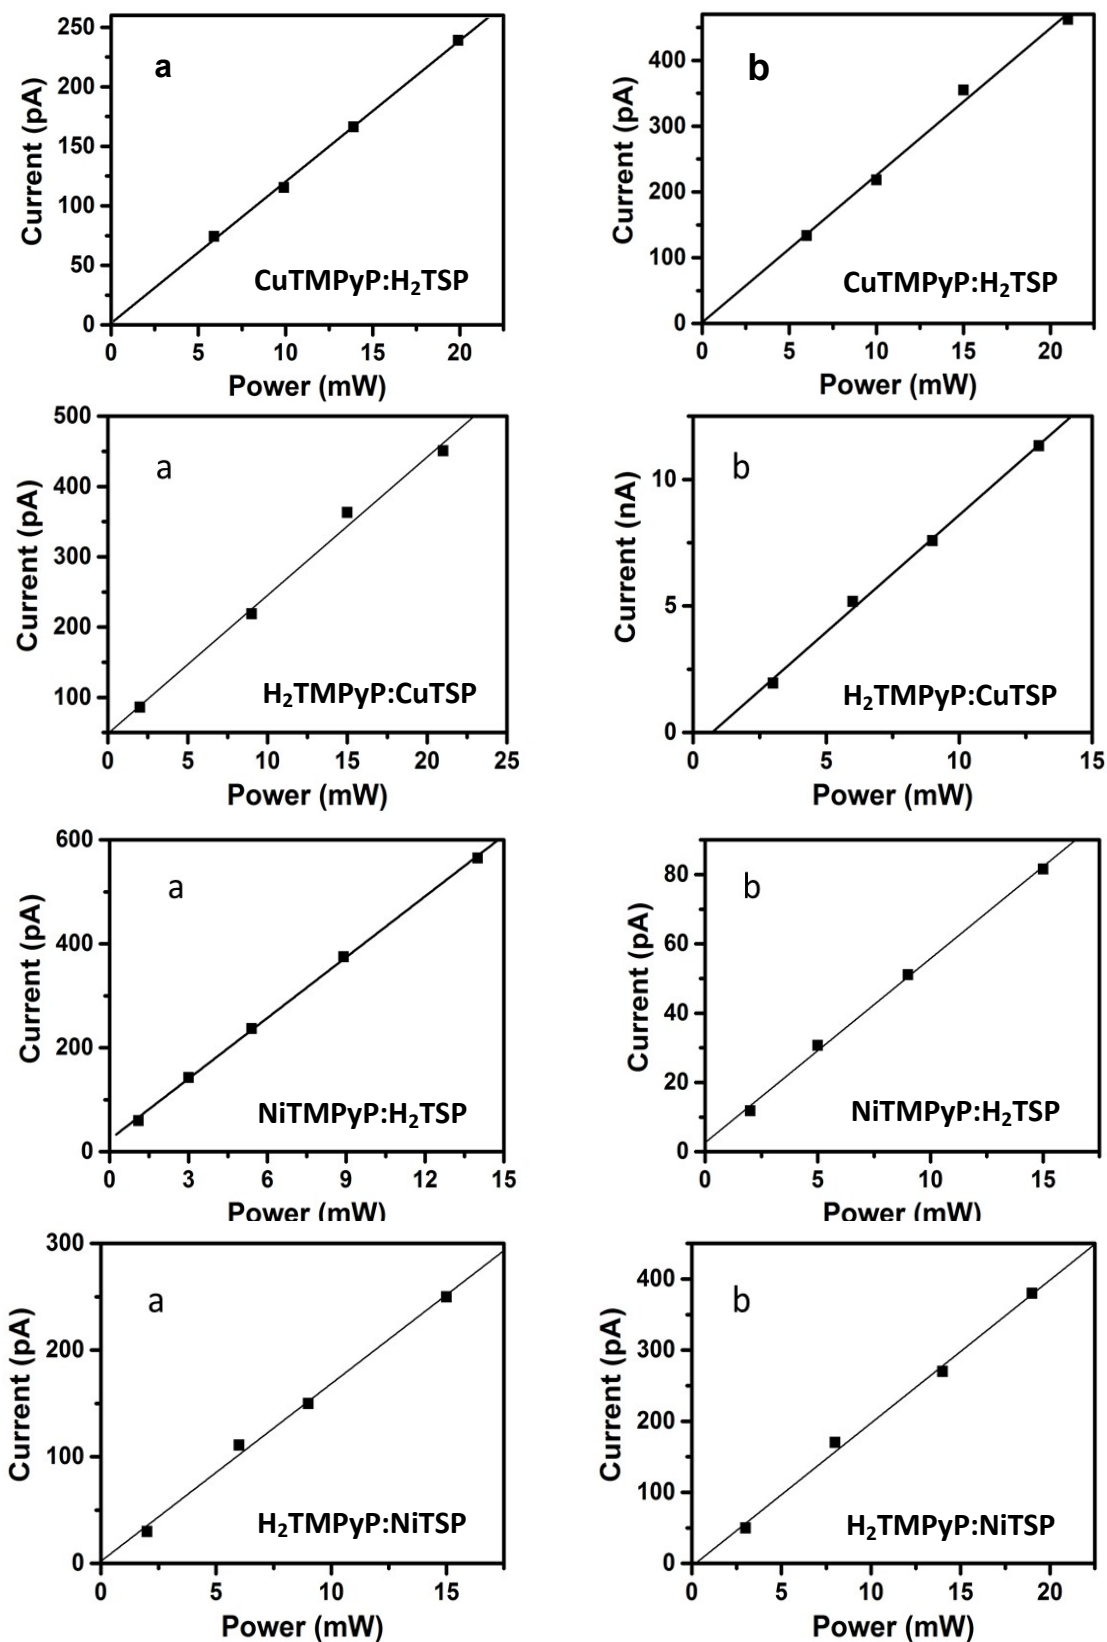 a
Current (pA)
250
200
150
100
50
0
CuTMPyP:H₂TSP
0 5 10 15 20
Power (mW)
b
Current (pA)
400
300
200
100
0
CuTMPyP:H₂TSP
0 5 10 15 20
Power (mW)
a
Current (pA)
500
400
300
200
100
H₂TMPyP:CuTSP
0 5 10 15 20 25
Power (mW)
b
Current (nA)
10
5
0
H₂TMPyP:CuTSP
0 5 10 15
Power (mW)
a
Current (pA)
600
400
200
0
NiTMPyP:H₂TSP
0 3 6 9 12 15
Power (mW)
b
Current (pA)
80
60
40
20
0
NiTMPyP:H₂TSP
0 5 10 15
Power (mW)
a
Current (pA)
300
200
100
0
H₂TMPyP:NiTSP
0 5 10 15
Power (mW)
b
Current (pA)
400
300
200
100
0
H₂TMPyP:NiTSP
0 5 10 15 20
Power (mW)